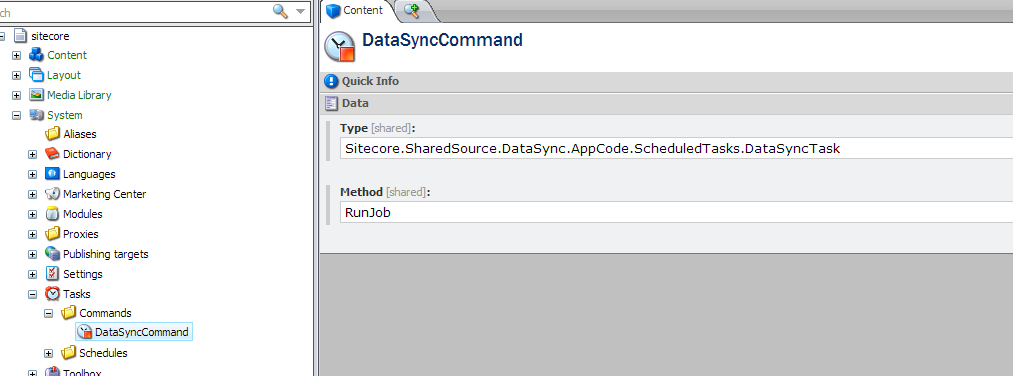 ch
sitecore
Content
Layout
Media Library
System
Aliases
Dictionary
Languages
Marketing Center
Modules
Proxies
Publishing targets
Settings
Tasks
Commands
DataSyncCommand
Schedules
Toolbox
Content
DataSyncCommand
Quick Info
Data
Type [shared]:
Sitecore.SharedSource.DataSync.AppCode.ScheduledTasks.DataSyncTask
Method [shared]:
RunJob